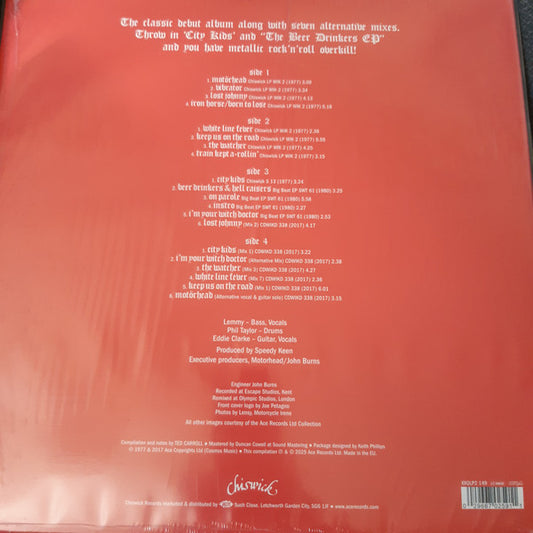 The classic debut album along with seven alternative mixes.
Throw in 'City Kids' and "The Beer Drinkers EP"
and you have metallic rock'n'roll overkill!
side 1
1. motörhead Chiswick LP WIK 2 (1977) 3.09
2. vibrator Chiswick LP WIK 2 (1977) 3.34
3. lost johnny Chiswick LP WIK 2 (1977) 4.13
4. iron horse/born to lose Chiswick LP WIK 2 (1977) 5.18
side 2
1. white line fever Chiswick LP WIK 2 (1977) 2.38
2. keep us on the road Chiswick LP WIK 2 (1977) 5.55
3. the watcher Chiswick LP WIK 2 (1977) 4.25
4. train kept a-rollin' Chiswick LP WIK 2 (1977) 3.15
side 3
1. city kids Chiswick S 13 (1977) 3.24
2. beer drinkers & hell raisers Big Beat EP SWT 61 (1980) 3.25
3. on parole Big Beat EP SWT 61 (1980) 5.58
4. instro Big Beat EP SWT 61 (1980) 2.27
5. i'm your witch doctor Big Beat EP SWT 61 (1980) 2.53
6. lost johnny (Mix 2) CDWIKD 338 (2017) 4.17
side 4
1. city kids (Mix 1) CDWIKD 338 (2017) 3.22
2. i'm your witch doctor (Alternative Mix) CDWIKD 338 (2017) 2.38
3. the watcher (Mix 3) CDWIKD 338 (2017) 4.27
4. white line fever (Mix 7) CDWIKD 338 (2017) 2.36
5. keep us on the road (Mix 1) CDWIKD 338 (2017) 6.01
6. motörhead (Alternative vocal & guitar solo) CDWIKD 338 (2017) 3.15
Lemmy – Bass, Vocals
Phil Taylor – Drums
Eddie Clarke – Guitar, Vocals
Produced by Speedy Keen
Executive producers, Motorhead/John Burns
Engineer John Burns
Recorded at Escape Studios, Kent
Remixed at Olympic Studios, London
Front cover logo by Joe Petagno
Photos by Lensy, Motorcycle Irene
All other images courtesy of the Ace Records Ltd Collection
Compilation and notes by TED CARROLL ★ Mastered by Duncan Cowell at Sound Mastering ★ Package designed by Keith Phillips
℗ 1977 & 2017 Ace Copyrights Ltd (Cosmos Music) ★ This compilation ℗ & © 2025 Ace Records Ltd. Made in the EU.
Chiswick
Chiswick Records marketed & distributed by Bush Close, Letchworth Garden City, SG6 1JF ★ www.acerecords.com